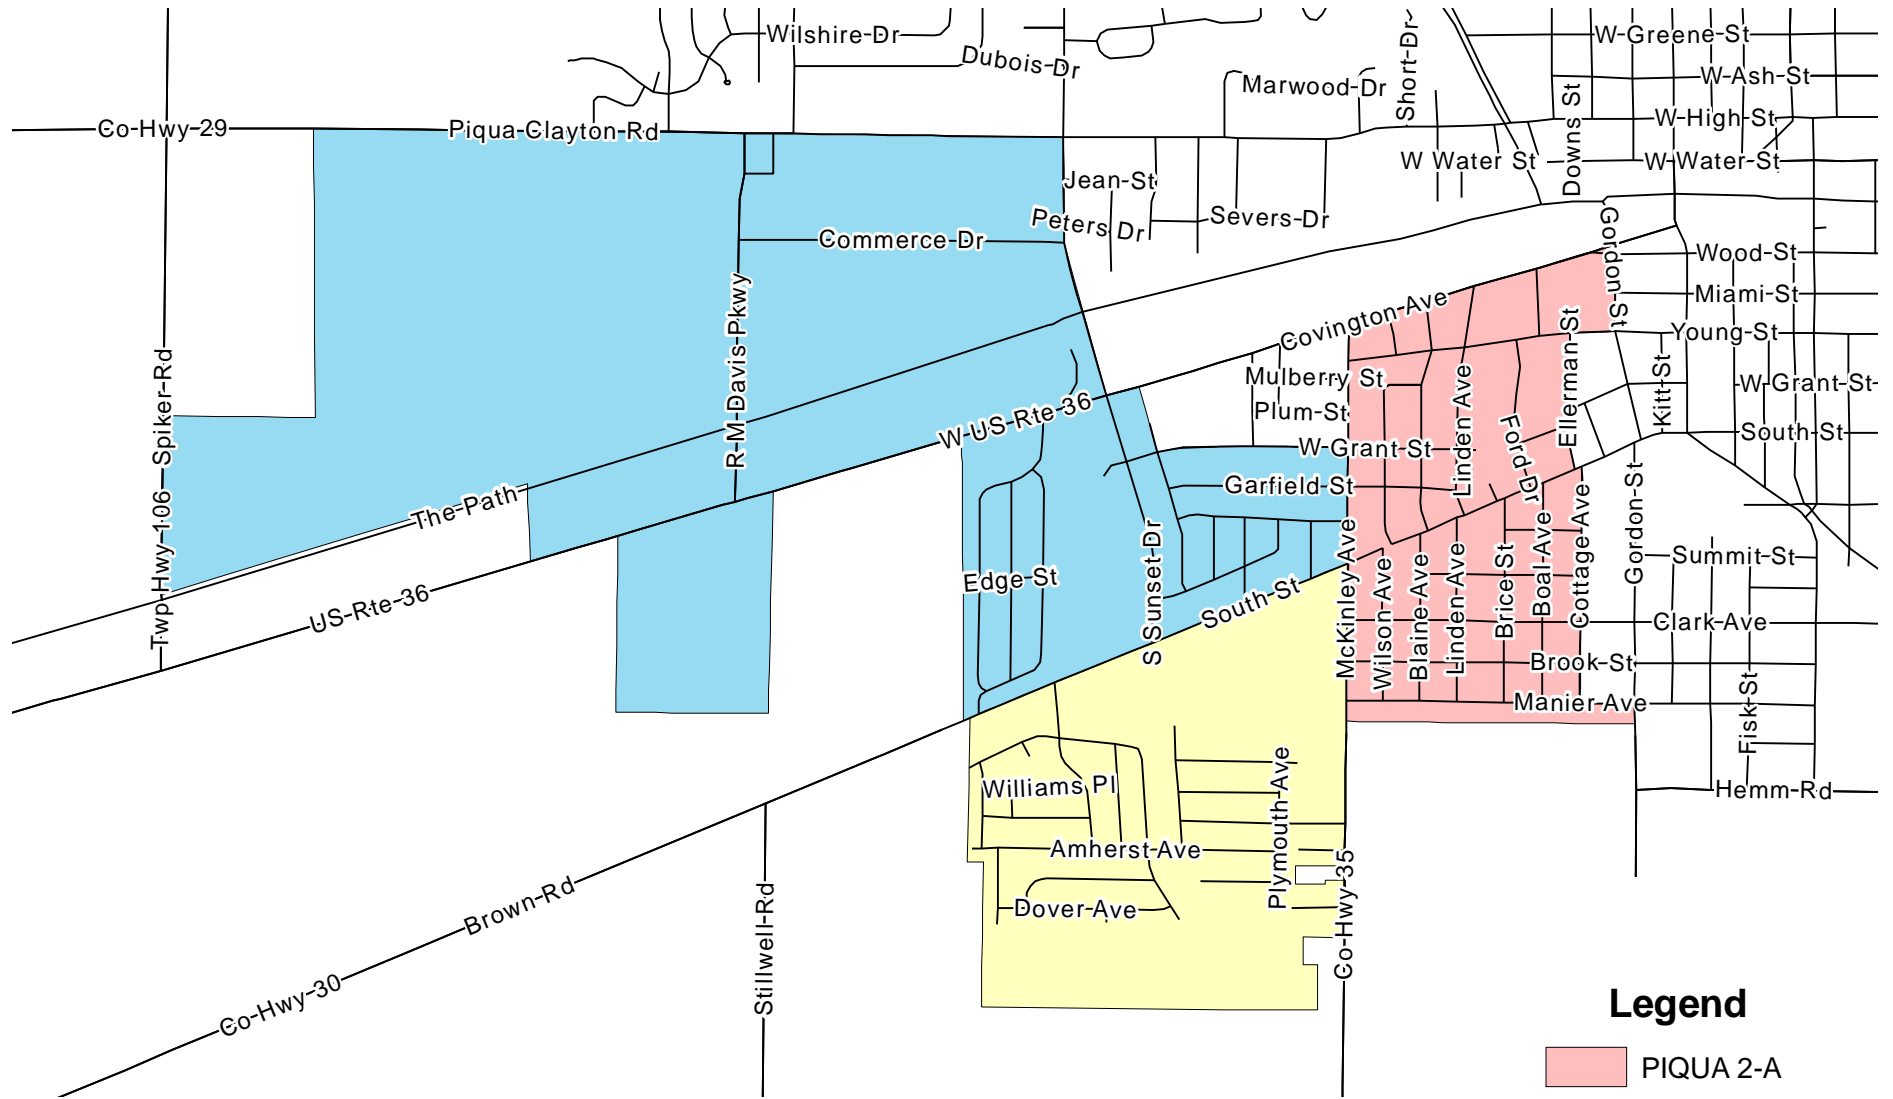 Wilshire Dr
Dubois Dr
Short Dr
W Greene St
W Ash St
Marwood Dr
Downs St
W High St
Co Hwy 29
Piqua Clayton Rd
W Water St
W Water St
Jean St
Peters Dr
Severs Dr
Gordon St
Commerce Dr
Wood St
Miami St
Young St
Covington Ave
R M Davis Pkwy
Ellerman St
Kitt St
Mulberry St
Plum St
W Grant St
Spiker Rd
Twp Hwy 106
W US Rte 36
Linden Ave
Ford Dr
South St
W Grant St
Garfield St
The Path
Gordon St
Cottage Ave
Boal Ave
Brice St
Linden Ave
Blaine Ave
Wilson Ave
McKinley Ave
S Sunset Dr
Edge St
South St
Summit St
US Rte 36
Clark Ave
Brook St
Manier Ave
Fisk St
Williams Pl
Plymouth Ave
Hemm Rd
Amherst Ave
Dover Ave
Co Hwy 35
Brown Rd
Stillwell Rd
Co Hwy 30
Legend
PIQUA 2-A